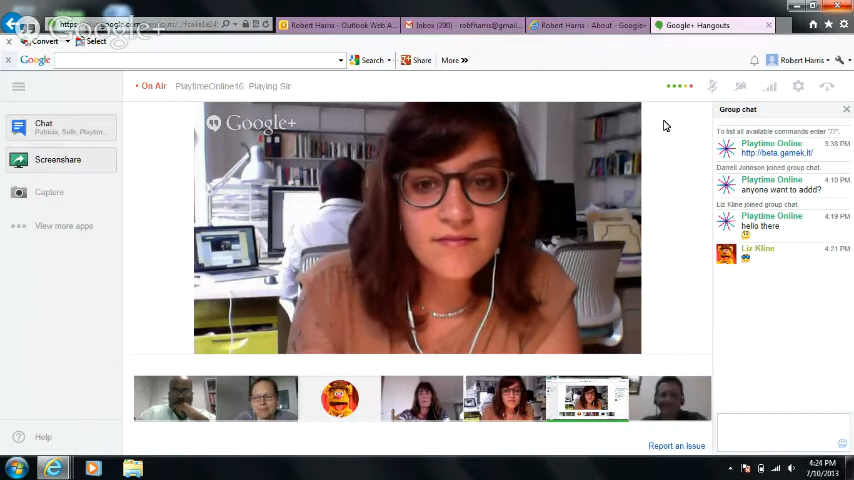 Robert Harris - Outlook Web A...
Inbox (200) - robfharris@gmail...
Robert Harris - About - Google+
Google+ Hangouts
Convert
Select
Google
Search
Share
More »
Robert Harris
On Air
PlaytimeOnline16: Playing Sir
Google+
Chat
Patricia, Seth, Playtim...
Screenshare
Capture
View more apps
Help
Group chat
To list all available commands enter "/?"
Playtime Online
3:38 PM
http://beta.gamek.it/
Darrell Johnson joined group chat.
Playtime Online
4:10 PM
anyone want to addd?
Liz Kline joined group chat.
Playtime Online
4:19 PM
hello there
Liz Kline
4:21 PM
Report an Issue
4:24 PM
7/10/2013